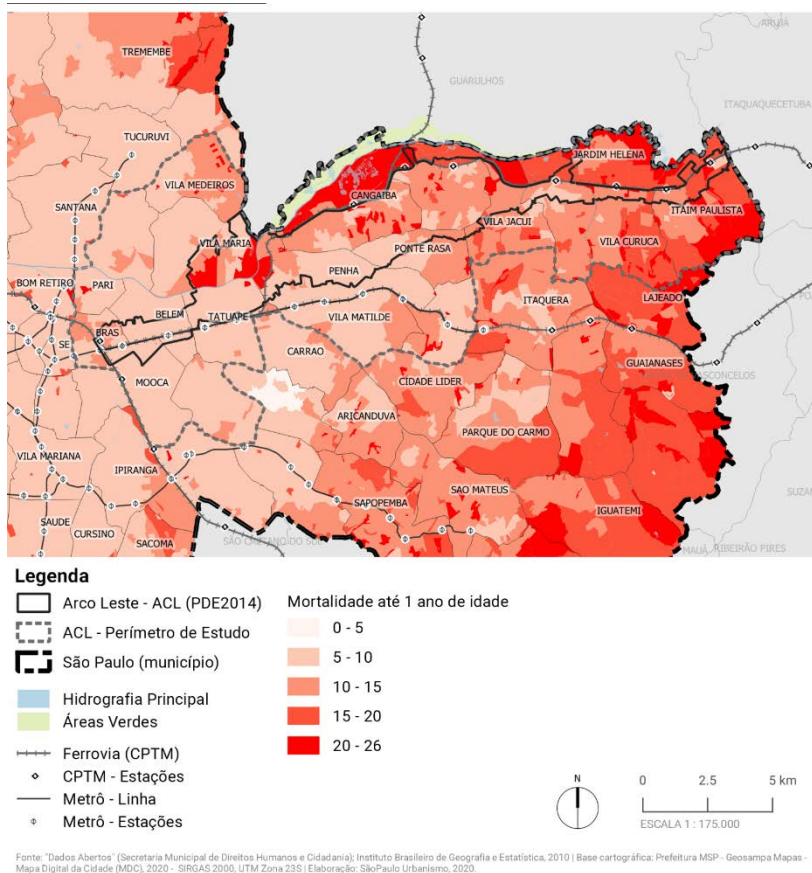 ARUJÁ
TREMEMBE
GUARULHOS
ITAQUAQUECETUBA
TUCURUVI
JARDIM HELENA
VILA MEDEIROS
CANGAIBA
SANTANA
ITAIM PAULISTA
VILA JACUI
VILA MARIA
PONTE RASA
VILA CURUCA
PENHA
BOM RETIRO
PARI
ITAQUERA
LAJEADO
BELEM
TATUAPE
VILA MATILDE
BRAS
SE
CARRAO
GUAIANASES
MOOCA
CIDADE LIDER
VASCONCELOS
ARICANDUVA
PARQUE DO CARMO
VILA MARIANA
IPIRANGA
SAO MATEUS
SUZAN
SAPOPEMBA
IGUATEMI
SAUDE
CURSINO
SACOMA
SÃO CAETANO DO SUL
MAUÁ
RIBEIRÃO PIRES
Legenda
Arco Leste - ACL (PDE2014)
ACL - Perímetro de Estudo
São Paulo (município)
Hidrografia Principal
Áreas Verdes
Ferrovia (CPTM)
CPTM - Estações
Metrô - Linha
Metrô - Estações
Mortalidade até 1 ano de idade
0 - 5
5 - 10
10 - 15
15 - 20
20 - 26
N
0 2.5 5 km
ESCALA 1 : 175.000
Fonte: "Dados Abertos" (Secretaria Municipal de Direitos Humanos e Cidadania); Instituto Brasileiro de Geografia e Estatística, 2010 | Base cartográfica: Prefeitura MSP - Geosampa Mapas -
Mapa Digital da Cidade (MDC), 2020 - SIRGAS 2000, UTM Zona 23S | Elaboração: SãoPaulo Urbanismo, 2020.